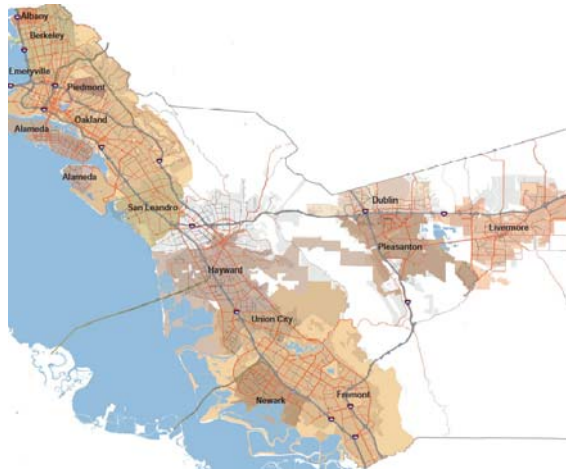 Albany
Berkeley
Emeryville
Piedmont
Oakland
Alameda
Alameda
San Leandro
Dublin
Livermore
Pleasanton
Hayward
Union City
Fremont
Newark